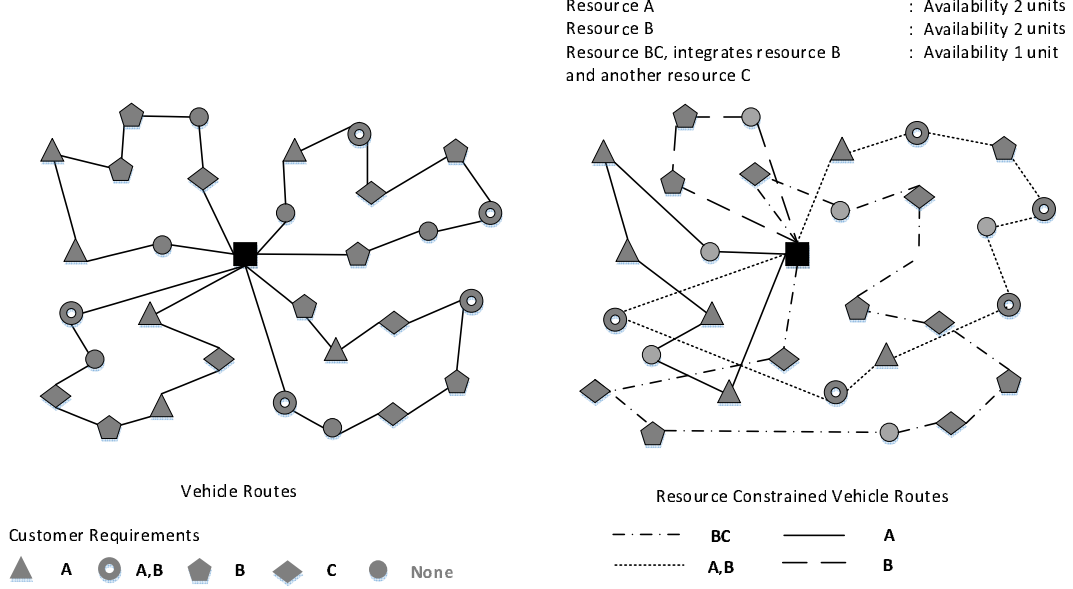 Resource A : Availability 2 units
Resource B : Availability 2 units
Resource BC, integrates resource B : Availability 1 unit
and another resource C
Vehicle Routes
Resource Constrained Vehicle Routes
Customer Requirements
A A,B B C None
BC A
A,B B